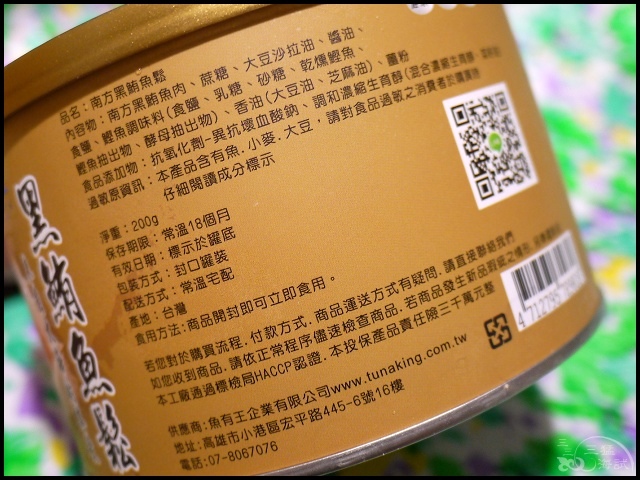 品名：南方黑鮪魚鬆
內容物：南方黑鮪魚肉、蔗糖、大豆沙拉油、醬油、
食鹽、鰹魚調味料(食鹽、乳糖、砂糖、乾燥鰹魚、
鰹魚抽出物、酵母抽出物)、香油(大豆油、芝麻油)、薑粉
食品添加物：抗氧化劑-異抗壞血酸鈉、調和濃縮生育醇(混合濃縮生育醇、
過敏原資訊：本產品含有魚.小麥.大豆，請對食品過敏之消費者於購買時
仔細閱讀成分標示
淨重：200g
保存期限：常溫18個月
有效日期：標示於罐底
包裝方式：封口罐裝
配送方式：常溫宅配
產地：台灣
食用方法：商品開封即可立即食用。
若您對於購買流程.付款方式.商品運送方式有疑問.請直接聯絡我們
如您收到商品.請依正常程序儘速檢查商品.若商品發生新品瑕疵之情形
本工廠通過標檢局HACCP認證.本投保產品責任險三千萬元整
供應商：魚有王企業有限公司www.tunaking.com.tw
地址：高雄市小港區宏平路445-6號16樓
電話：07-8067076
黑鮪魚鬆